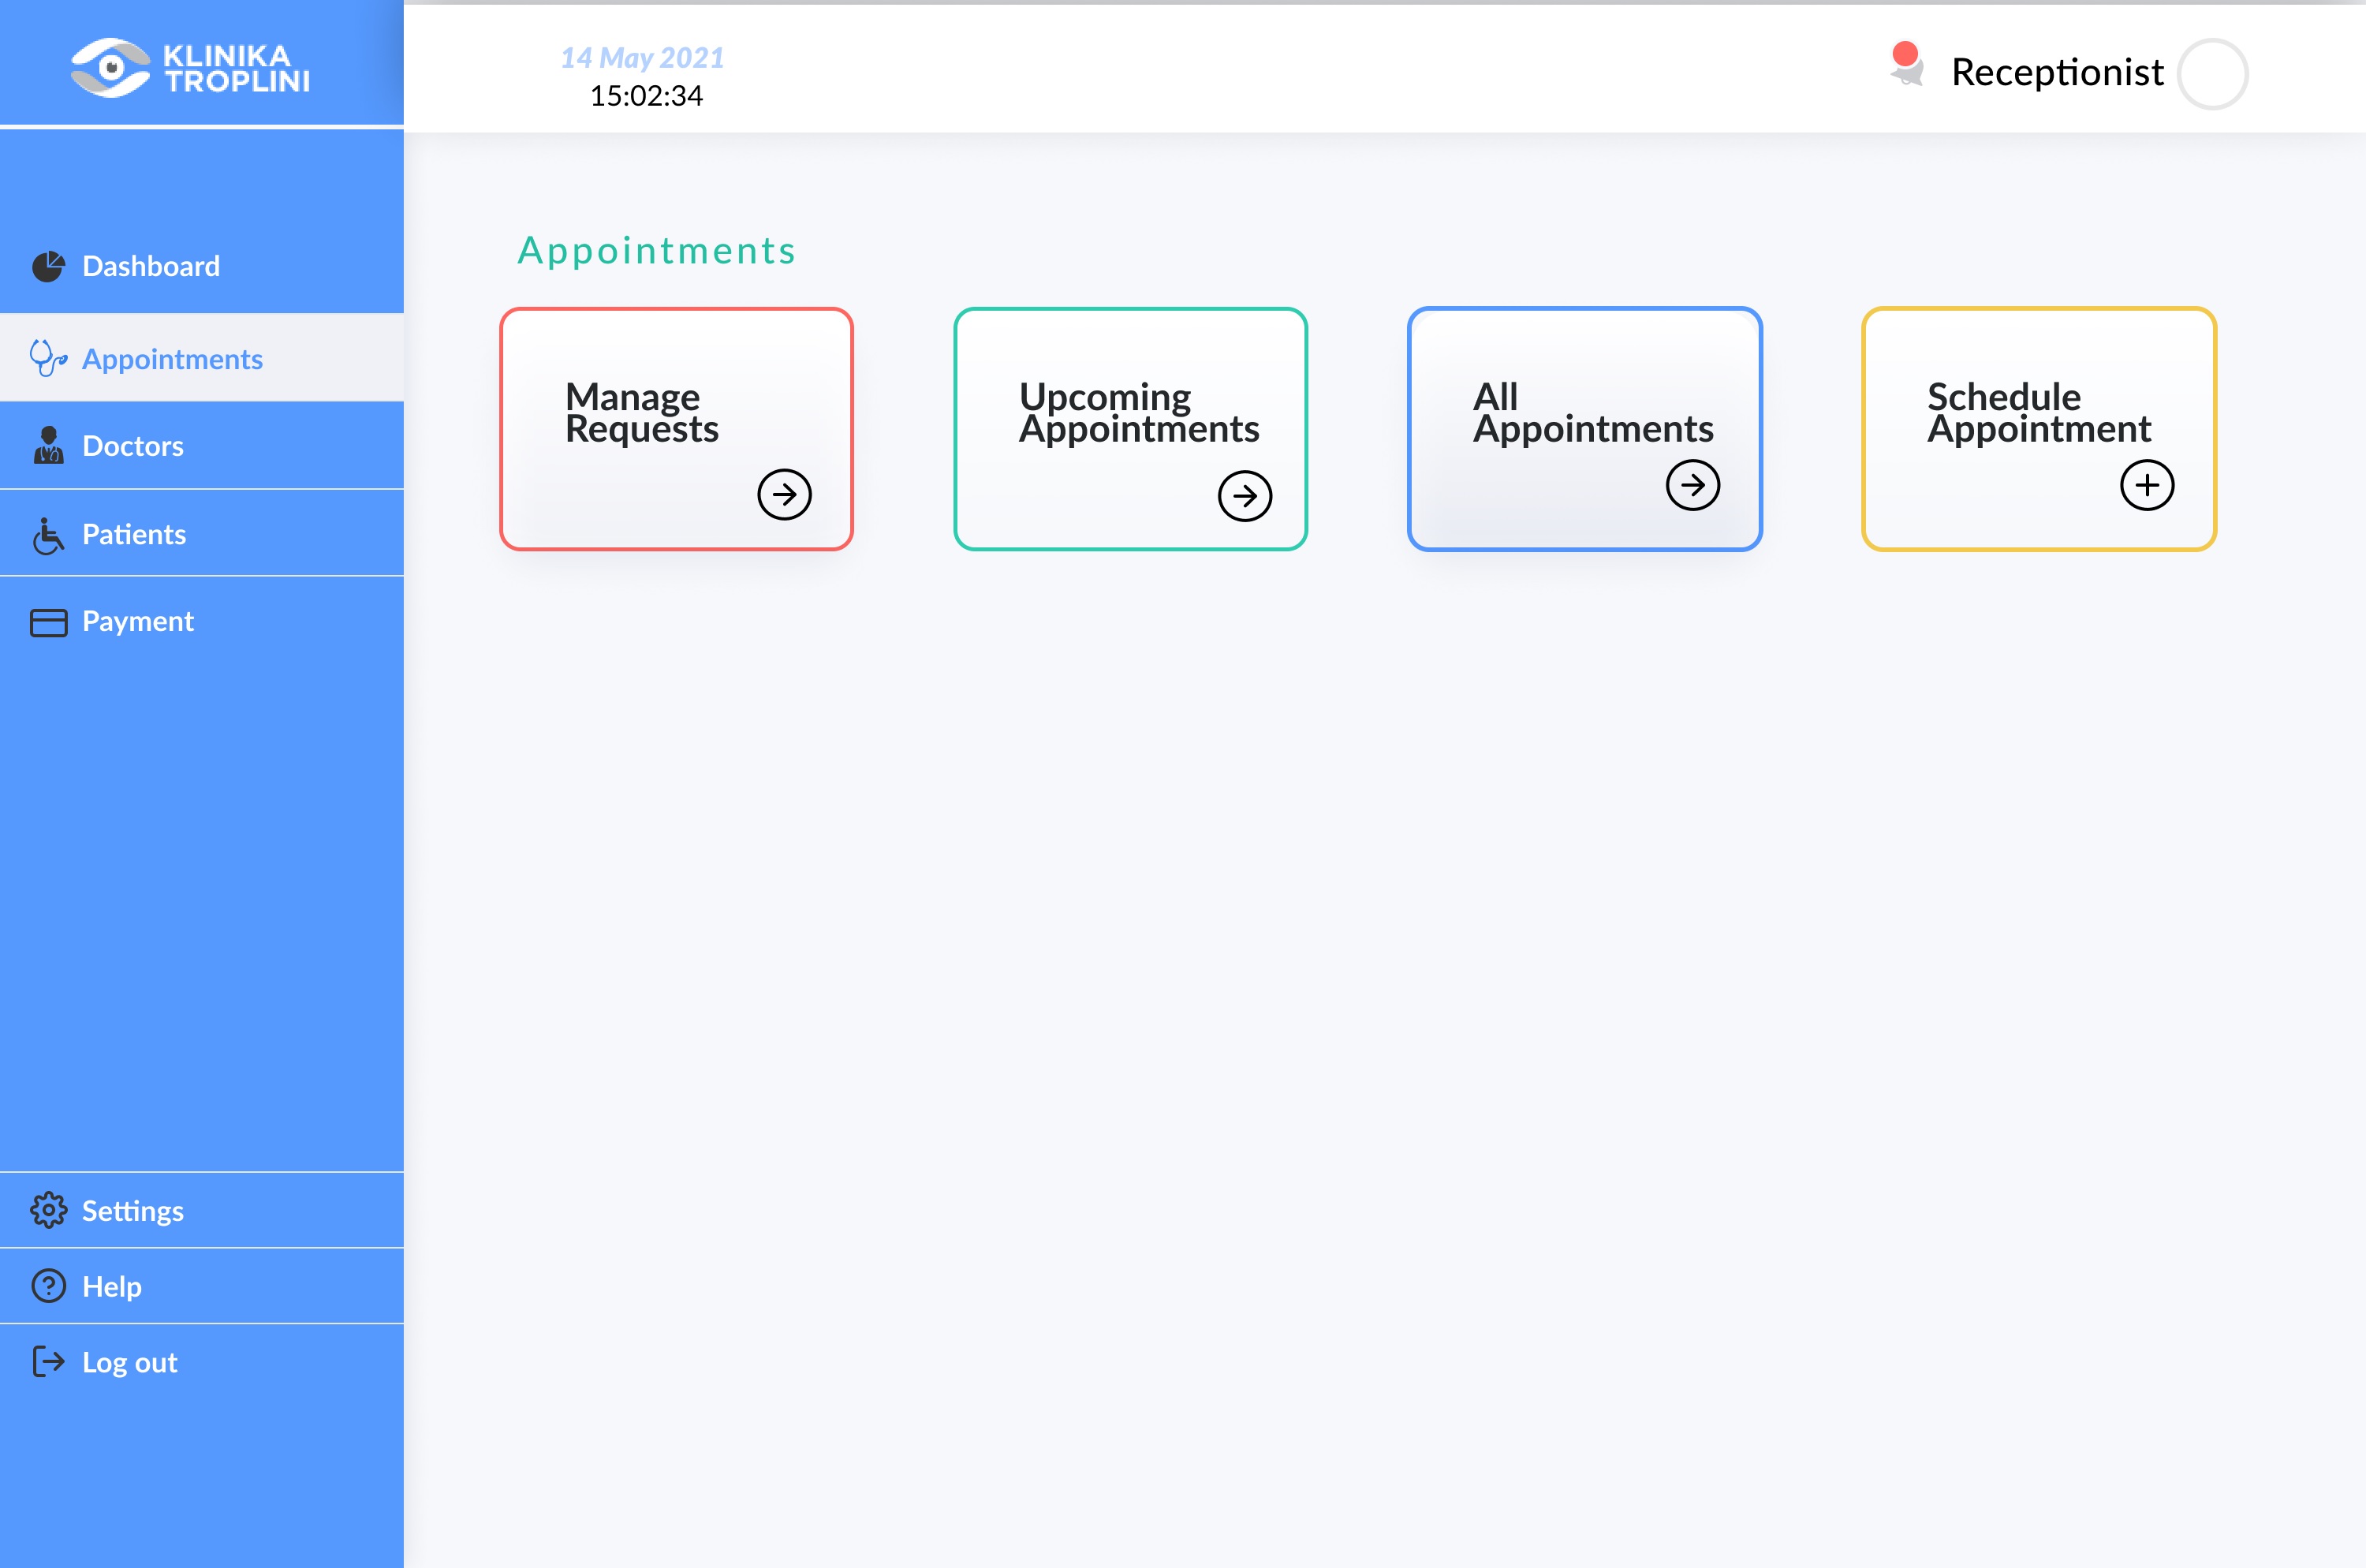 KLINIKA
TROPLINI
14 May 2021
15:02:34
Receptionist
Dashboard
Appointments
Doctors
Patients
Payment
Settings
Help
Log out
Appointments
Manage
Requests
Upcoming
Appointments
All
Appointments
Schedule
Appointment